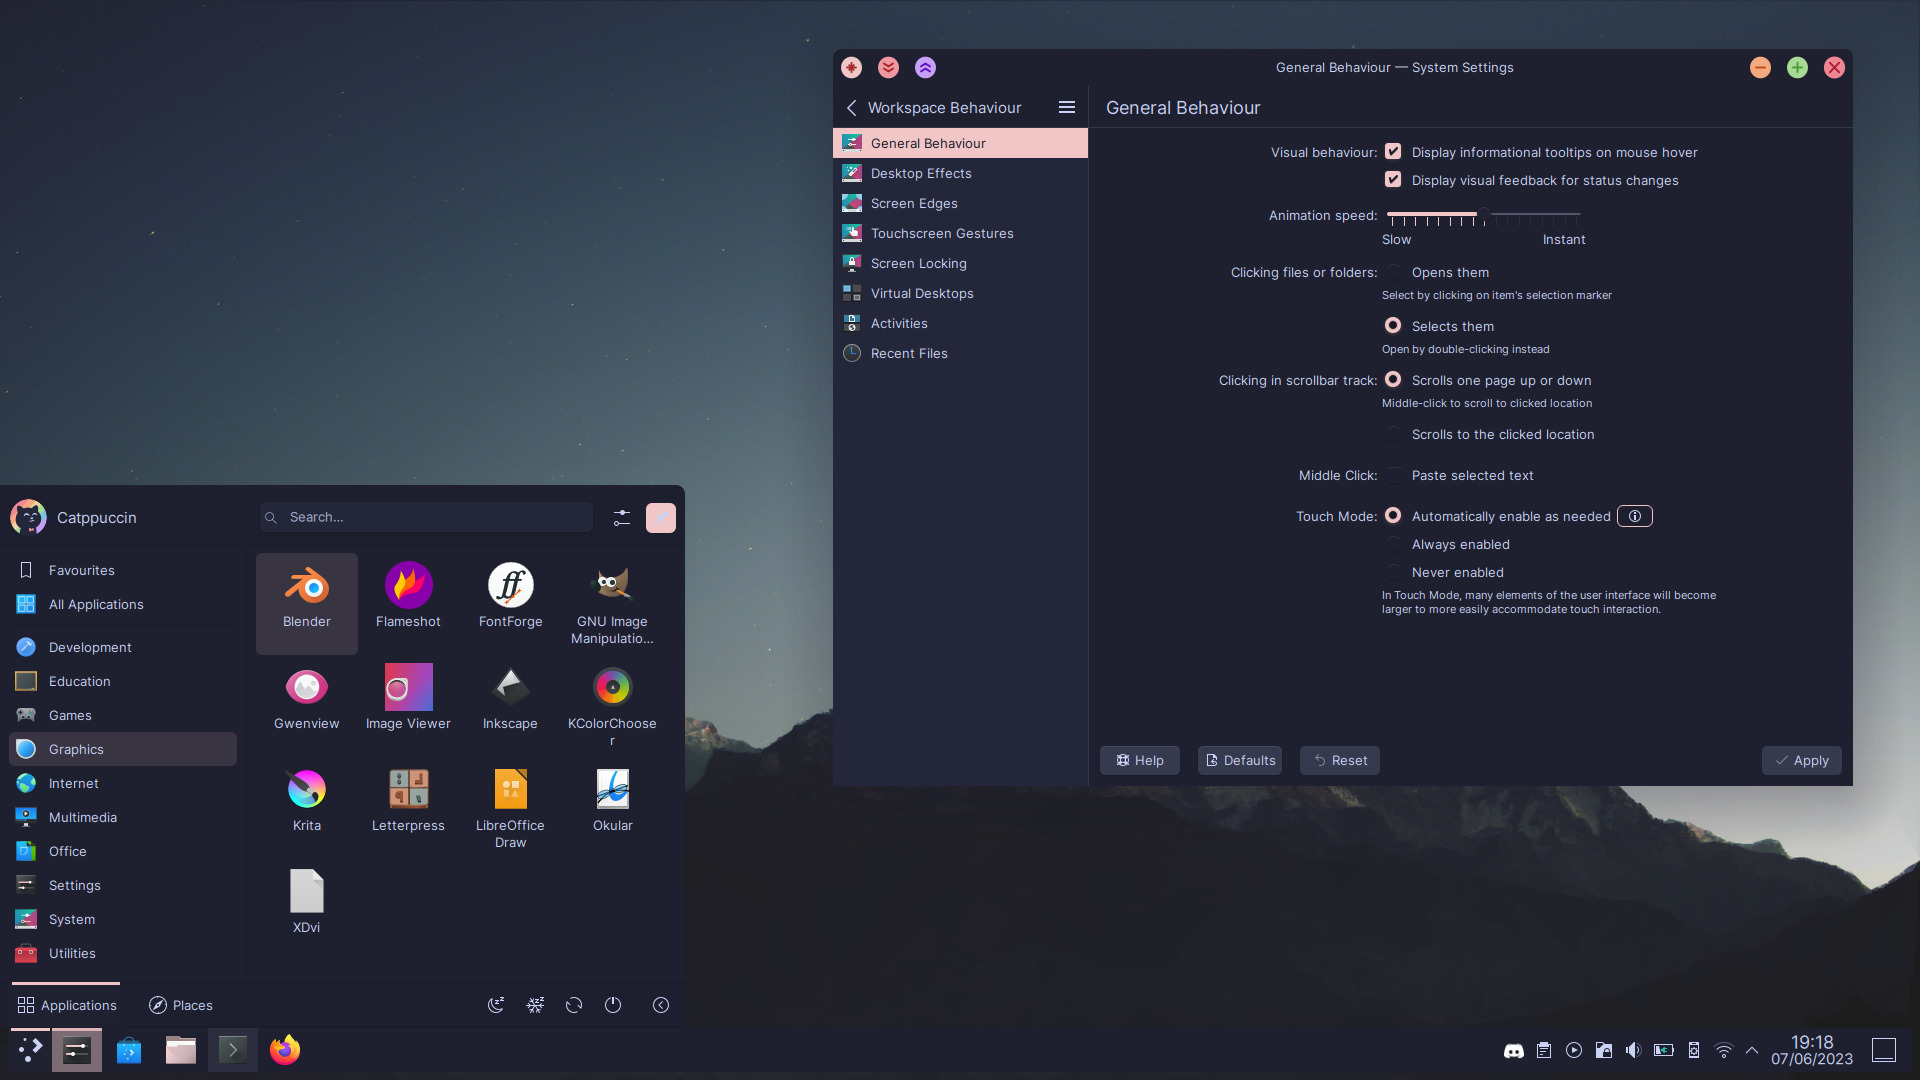 General Behaviour — System Settings
Workspace Behaviour
General Behaviour
Desktop Effects
Screen Edges
Touchscreen Gestures
Screen Locking
Virtual Desktops
Activities
Recent Files
General Behaviour
Visual behaviour: Display informational tooltips on mouse hover
Display visual feedback for status changes
Animation speed:
Slow Instant
Clicking files or folders: Opens them
Select by clicking on item's selection marker
Selects them
Open by double-clicking instead
Clicking in scrollbar track: Scrolls one page up or down
Middle-click to scroll to clicked location
Scrolls to the clicked location
Middle Click: Paste selected text
Touch Mode: Automatically enable as needed
Always enabled
Never enabled
In Touch Mode, many elements of the user interface will become
larger to more easily accommodate touch interaction.
Help Defaults Reset Apply
Catppuccin
Search...
Favourites
All Applications
Development
Education
Games
Graphics
Internet
Multimedia
Office
Settings
System
Utilities
Blender Flameshot FontForge GNU Image
Manipulatio...
Gwenview Image Viewer Inkscape KColorChoose
r
Krita Letterpress LibreOffice Okular
Draw
XDvi
Applications Places
19:18
07/06/2023